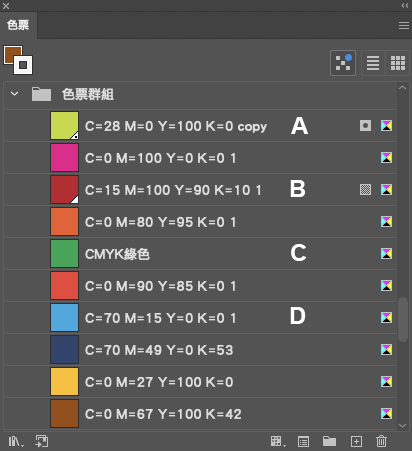 色票
色票群組
C=28 M=0 Y=100 K=0 copy A
C=0 M=100 Y=0 K=0 1
C=15 M=100 Y=90 K=10 1 B
C=0 M=80 Y=95 K=0 1
CMYK綠色 C
C=0 M=90 Y=85 K=0 1
C=70 M=15 Y=0 K=0 1 D
C=70 M=49 Y=0 K=53
C=0 M=27 Y=100 K=0
C=0 M=67 Y=100 K=42